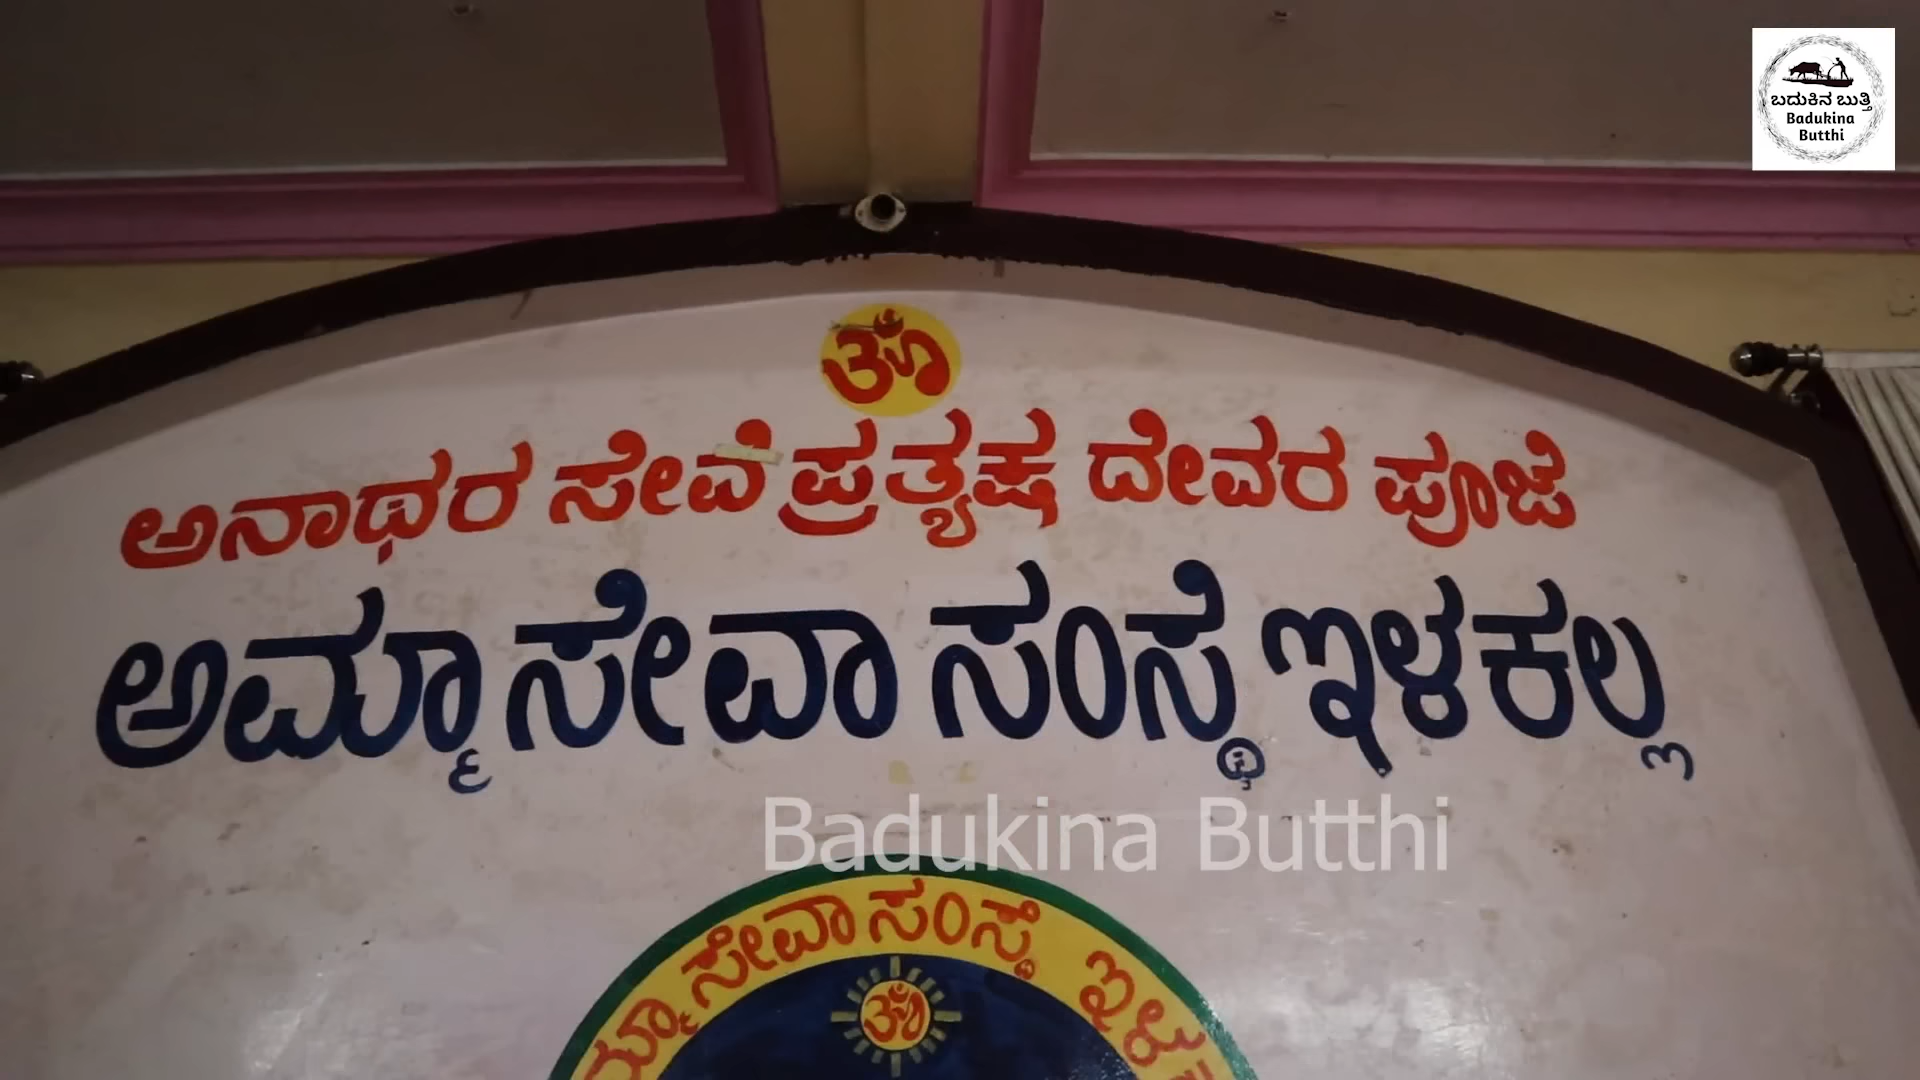 ಬದುಕಿನ ಬುತ್ತಿ
Badukina
Butthi
ಓಂ
ಅನಾಥರ ಸೇವೆ ಪ್ರತ್ಯಕ್ಷ ದೇವರ ಪೂಜೆ
ಅಮ್ಮಾ ಸೇವಾ ಸಂಸ್ಥೆ ಇಳಕಲ್ಲ
Badukina Butthi
ಸೇವಾ ಸಂಸ್ಥೆ
ಓಂ